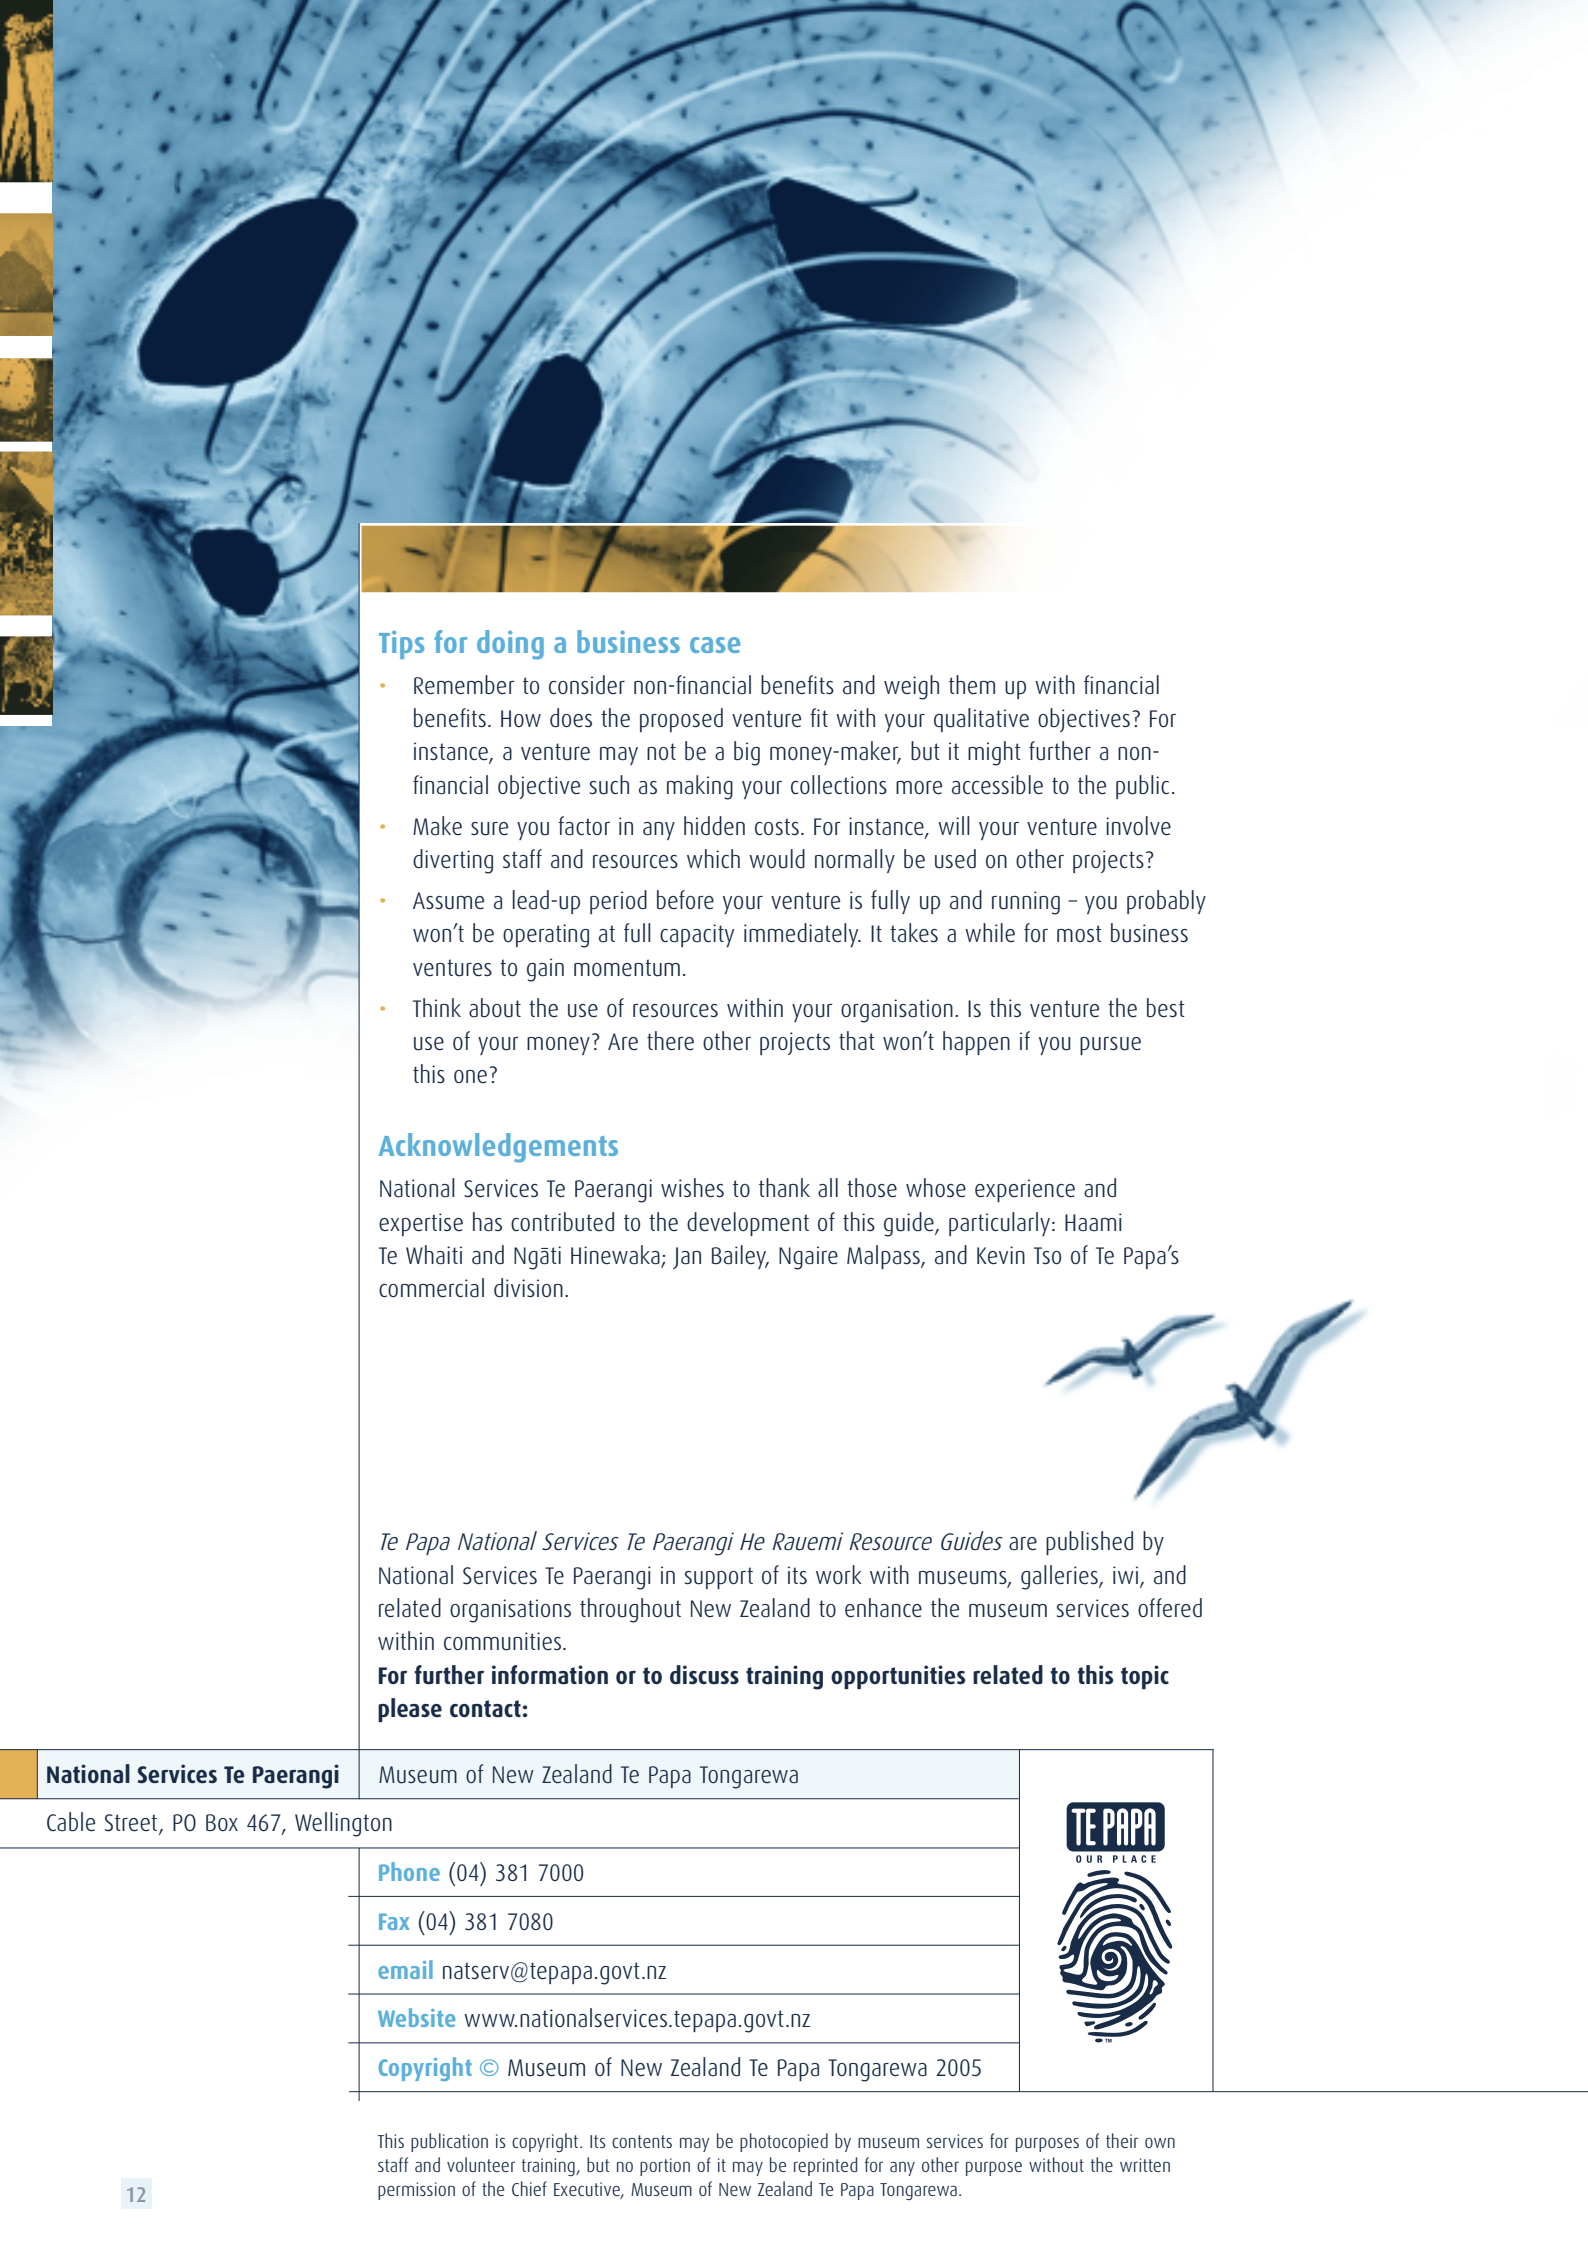 Tips for doing a business case
• Remember to consider non-financial benefits and weigh them up with financial
benefits. How does the proposed venture fit with your qualitative objectives? For
instance, a venture may not be a big money-maker, but it might further a non-
financial objective such as making your collections more accessible to the public.
• Make sure you factor in any hidden costs. For instance, will your venture involve
diverting staff and resources which would normally be used on other projects?
• Assume a lead-up period before your venture is fully up and running – you probably
won’t be operating at full capacity immediately. It takes a while for most business
ventures to gain momentum.
• Think about the use of resources within your organisation. Is this venture the best
use of your money? Are there other projects that won’t happen if you pursue
this one?
Acknowledgements
National Services Te Paerangi wishes to thank all those whose experience and
expertise has contributed to the development of this guide, particularly: Haami
Te Whaiti and Ngāti Hinewaka; Jan Bailey, Ngaire Malpass, and Kevin Tso of Te Papa’s
commercial division.
Te Papa National Services Te Paerangi He Rauemi Resource Guides are published by
National Services Te Paerangi in support of its work with museums, galleries, iwi, and
related organisations throughout New Zealand to enhance the museum services offered
within communities.
For further information or to discuss training opportunities related to this topic
please contact:
National Services Te Paerangi Museum of New Zealand Te Papa Tongarewa
Cable Street, PO Box 467, Wellington
Phone (04) 381 7000
Fax (04) 381 7080
email natserv@tepapa.govt.nz
Website www.nationalservices.tepapa.govt.nz
Copyright © Museum of New Zealand Te Papa Tongarewa 2005
TE PAPA
OUR PLACE
TM
This publication is copyright. Its contents may be photocopied by museum services for purposes of their own
staff and volunteer training, but no portion of it may be reprinted for any other purpose without the written
permission of the Chief Executive, Museum of New Zealand Te Papa Tongarewa.
12